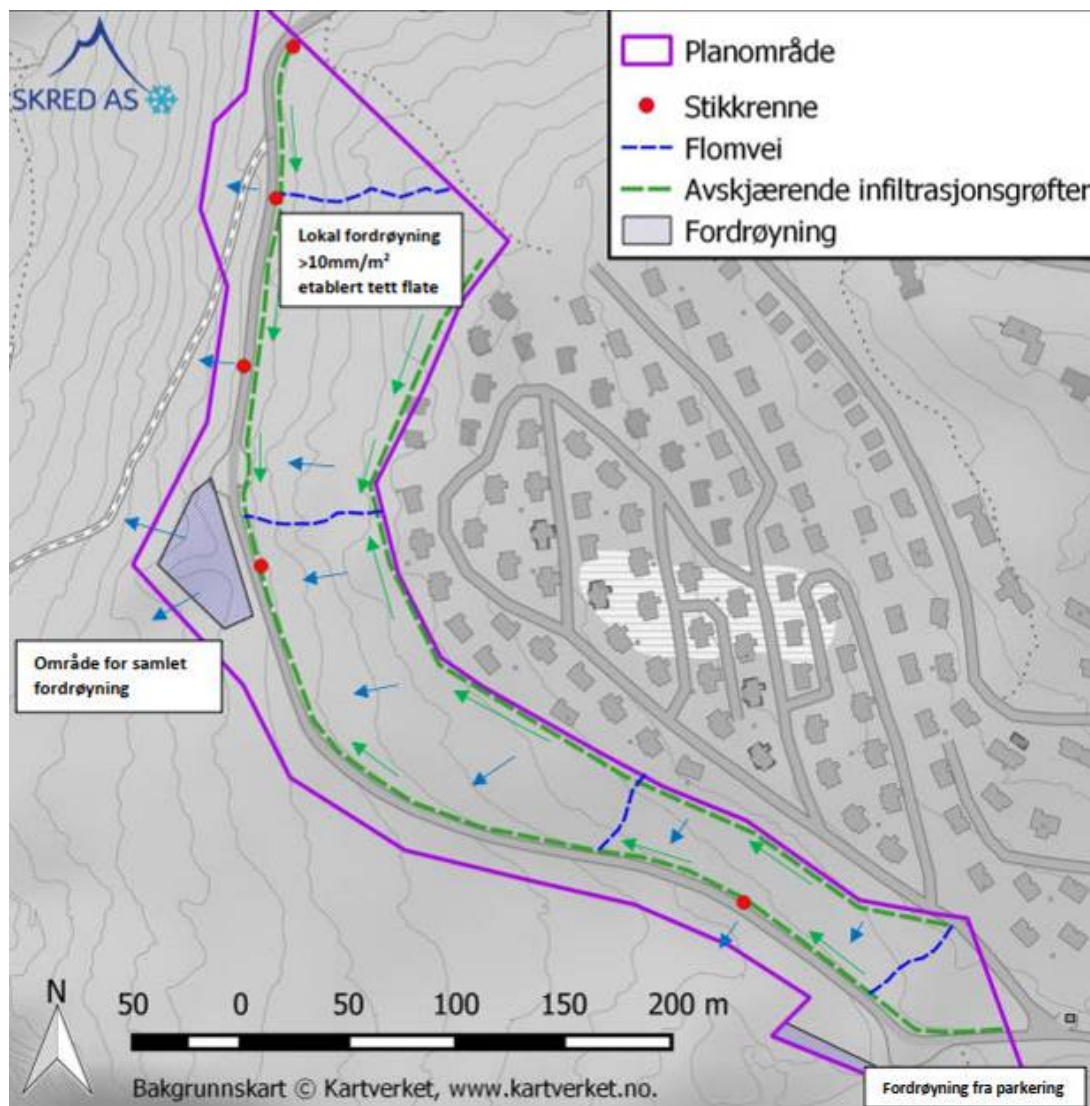 SKRED AS
Planområde
Stikkrenne
Flomvei
Avskjærende infiltrasjonsgrøfter
Fordrøyning
Lokal fordrøyning
>10mm/m²
etablert tett flate
Område for samlet
fordrøyning
N
50 0 50 100 150 200 m
Bakgrunnskart © Kartverket, www.kartverket.no.
Fordrøyning fra parkering